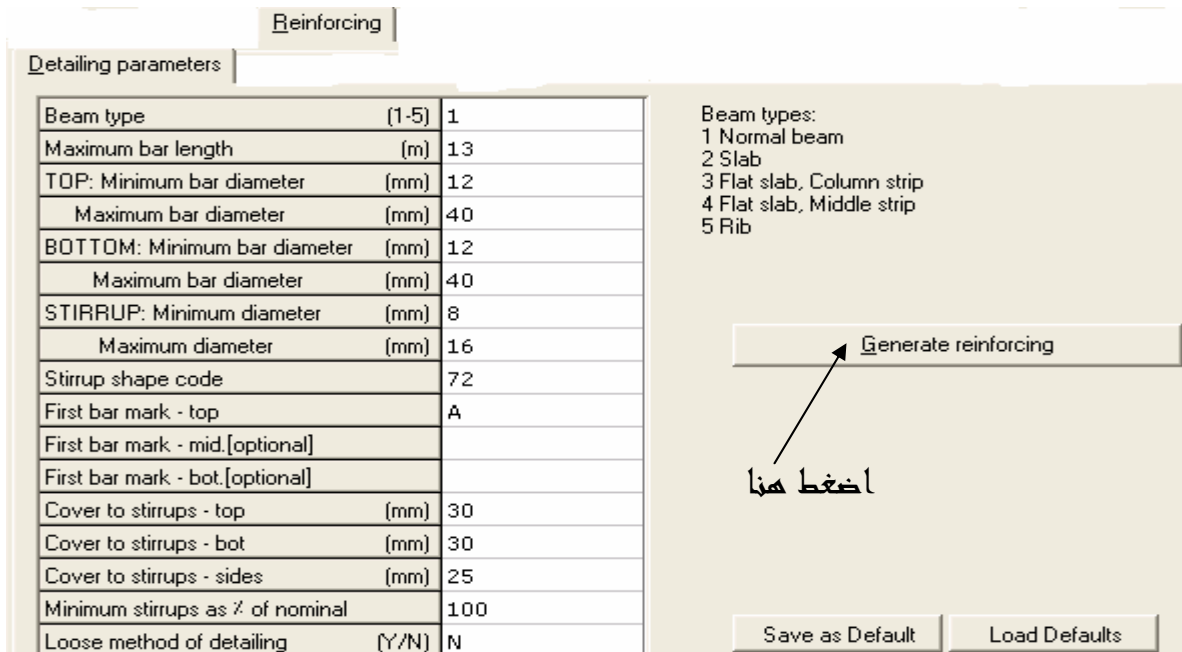 Reinforcing
Detailing parameters
Beam type (1-5) 1
Maximum bar length (m) 13
TOP: Minimum bar diameter (mm) 12
Maximum bar diameter (mm) 40
BOTTOM: Minimum bar diameter (mm) 12
Maximum bar diameter (mm) 40
STIRRUP: Minimum diameter (mm) 8
Maximum diameter (mm) 16
Stirrup shape code 72
First bar mark - top A
First bar mark - mid.[optional]
First bar mark - bot.[optional]
Cover to stirrups - top (mm) 30
Cover to stirrups - bot (mm) 30
Cover to stirrups - sides (mm) 25
Minimum stirrups as % of nominal 100
Loose method of detailing (Y/N) N
Beam types:
1 Normal beam
2 Slab
3 Flat slab, Column strip
4 Flat slab, Middle strip
5 Rib
Generate reinforcing
اضغط هنا
Save as Default
Load Defaults